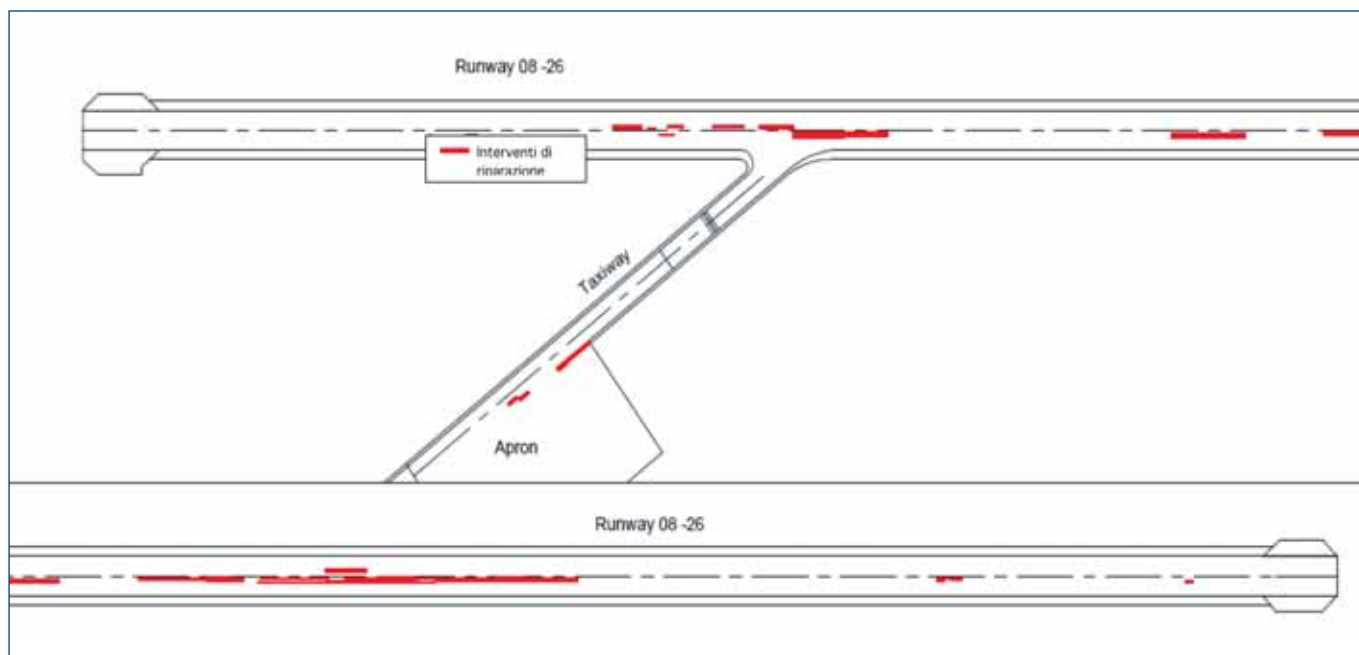 Runway 08 -26
Interventi di
riparazione
Taxiway
Apron
Runway 08 -26